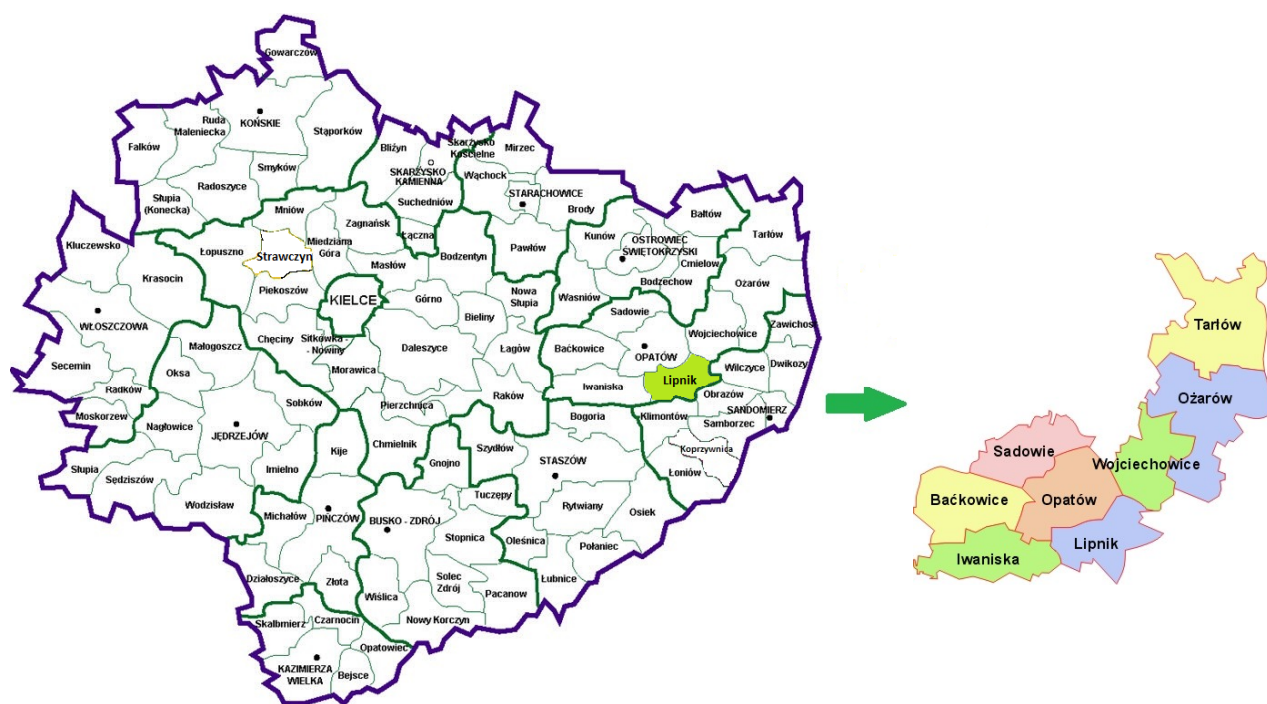 Gowarczów
KOŃSKIE
Ruda
Maleniecka
Stąporków
Fałków
Smyków
Radoszyce
Słupia
(Konecka)
Bliżyn
Skarżysko
Kościelne
Mirzec
SKARŻYSKO
KAMIENNA
Wąchock
STARACHOWICE
Suchedniów
Brody
Mniów
Zagnańsk
Łączna
Pawłów
Bodzentyn
Kluczewsko
Łopuszno
Strawczyn
Miedziana
Góra
Masłów
Krasocin
Piekoszów
KIELCE
Górno
Nowa
Słupia
Bieliny
Kunów
OSTROWIEC
ŚWIĘTOKRZYSKI
Bałtów
Tarłów
Cmielow
Bodzechow
Ożarów
Wasniów
Sadowie
Wojciechowice
Zawichost
WŁOSZCZOWA
Małogoszcz
Chęciny
Sitkówka -
- Nowiny
Daleszyce
Łagów
Baćkowice
OPATÓW
Wilczyce
Dwikozy
Secemin
Oksa
Morawica
Iwaniska
Lipnik
Obrazów
Radków
Sobków
Pierzchnica
Raków
SANDOMIERZ
Moskorzew
Nagłowice
JĘDRZEJÓW
Chmielnik
Bogoria
Klimontów
Samborzec
Kije
Szydłów
Koprzywnica
Słupia
Sędziszów
Imielno
Gnojno
STASZÓW
Łoniów
Wodzisław
Michałów
PIŃCZÓW
BUSKO - ZDRÓJ
Tuczępy
Rytwiany
Osiek
Stopnica
Oleśnica
Połaniec
Działoszyce
Złota
Wiślica
Solec
Zdrój
Pacanow
Łubnice
Skalbmierz
Czarnocin
Nowy Korczyn
Opatowiec
KAZIMIERZA
WIELKA
Bejsce
Tarłów
Ożarów
Sadowie
Wojciechowice
Baćkowice
Opatów
Lipnik
Iwaniska